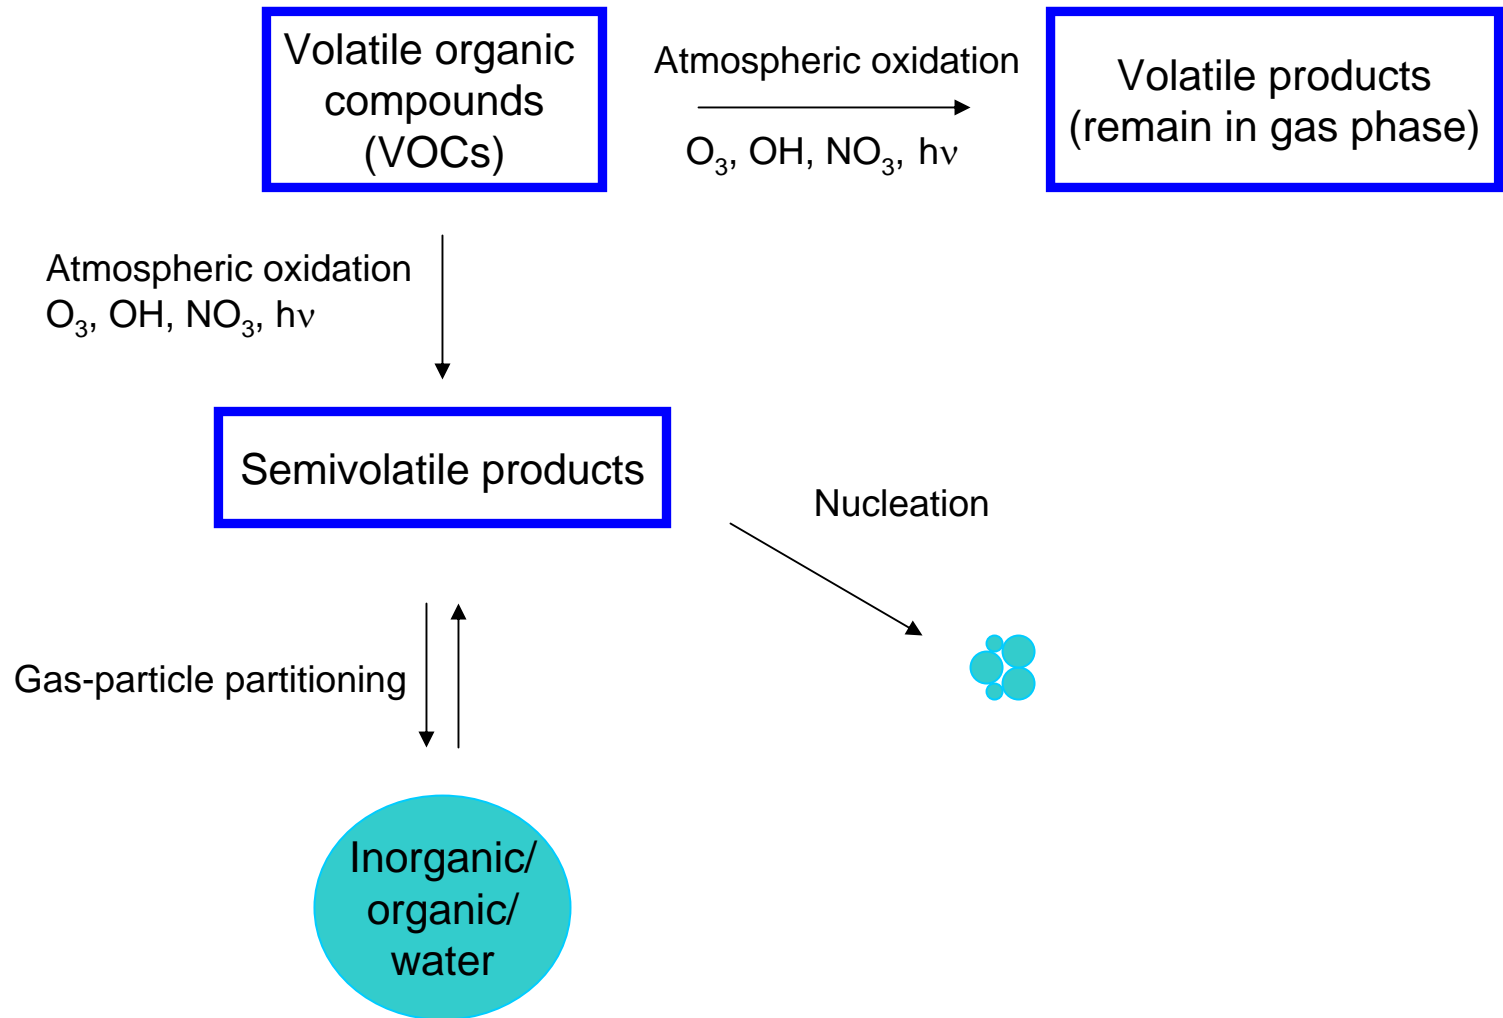 Volatile organic
compounds
(VOCs)
Atmospheric oxidation
O₃, OH, NO₃, hν
Volatile products
(remain in gas phase)
Atmospheric oxidation
O₃, OH, NO₃, hν
Semivolatile products
Nucleation
Gas-particle partitioning
Inorganic/
organic/
water